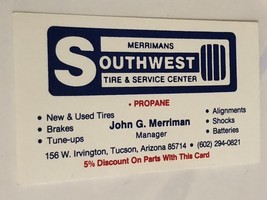 MERRIMANS
SOUTHWEST
TIRE & SERVICE CENTER
• PROPANE
• New & Used Tires
• Brakes
• Tune-ups
John G. Merriman
Manager
• Alignments
• Shocks
• Batteries
156 W. Irvington, Tucson, Arizona 85714 • (602) 294-0821
5% Discount On Parts With This Card